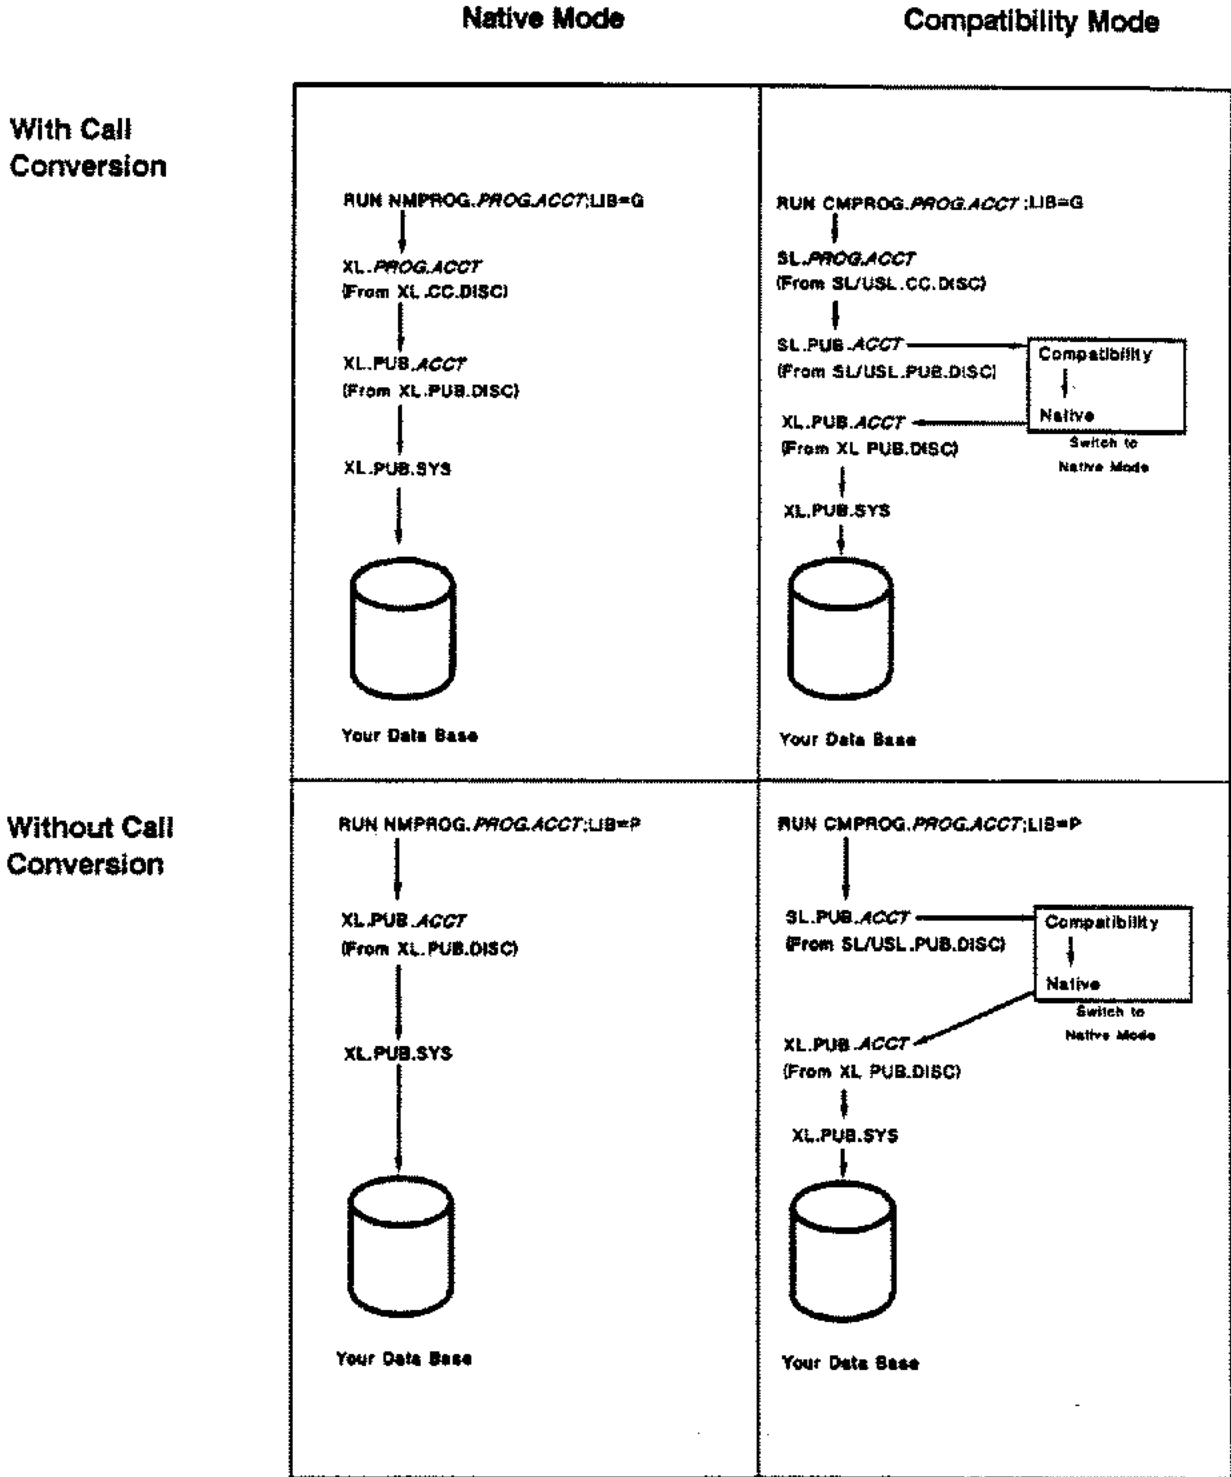 Native Mode
Compatibility Mode
With Call
Conversion
RUN NMPROG.PROG.ACCT;LIB=G
XL.PROG.ACCT
(From XL.CC.DISC)
XL.PUB.ACCT
(From XL.PUB.DISC)
XL.PUB.SYS
Your Data Base
RUN CMPROG.PROG.ACCT;LIB=G
SL.PROG.ACCT
(From SL/USL.CC.DISC)
SL.PUB.ACCT
(From SL/USL.PUB.DISC)
Compatibility
Native
Switch to
Native Mode
XL.PUB.ACCT
(From XL PUB.DISC)
XL.PUB.SYS
Your Data Base
Without Call
Conversion
RUN NMPROG.PROG.ACCT;LIB=P
XL.PUB.ACCT
(From XL.PUB.DISC)
XL.PUB.SYS
Your Data Base
RUN CMPROG.PROG.ACCT;LIB=P
SL.PUB.ACCT
(From SL/USL.PUB.DISC)
Compatibility
Native
Switch to
Native Mode
XL.PUB.ACCT
(From XL PUB.DISC)
XL.PUB.SYS
Your Data Base